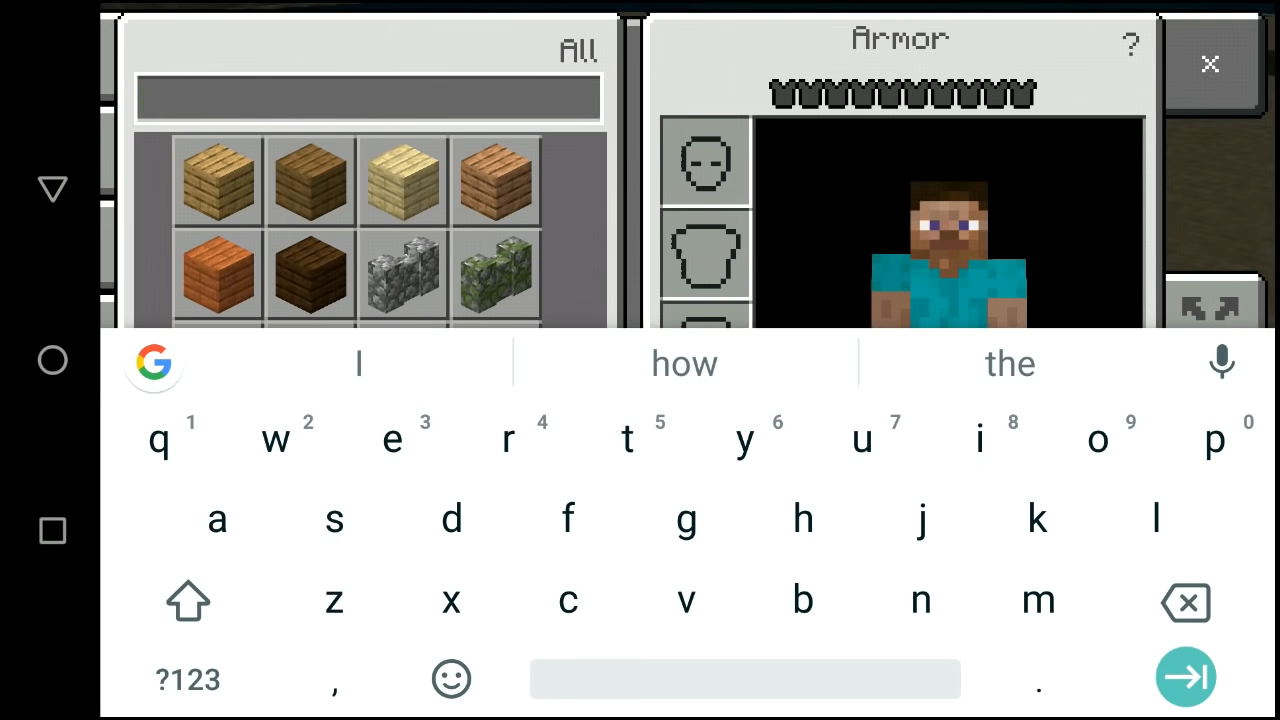 All
Armor ?
I how the
q 1 w 2 e 3 r 4 t 5 y 6 u 7 i 8 o 9 p 0
a s d f g h j k l
z x c v b n m
?123 , .